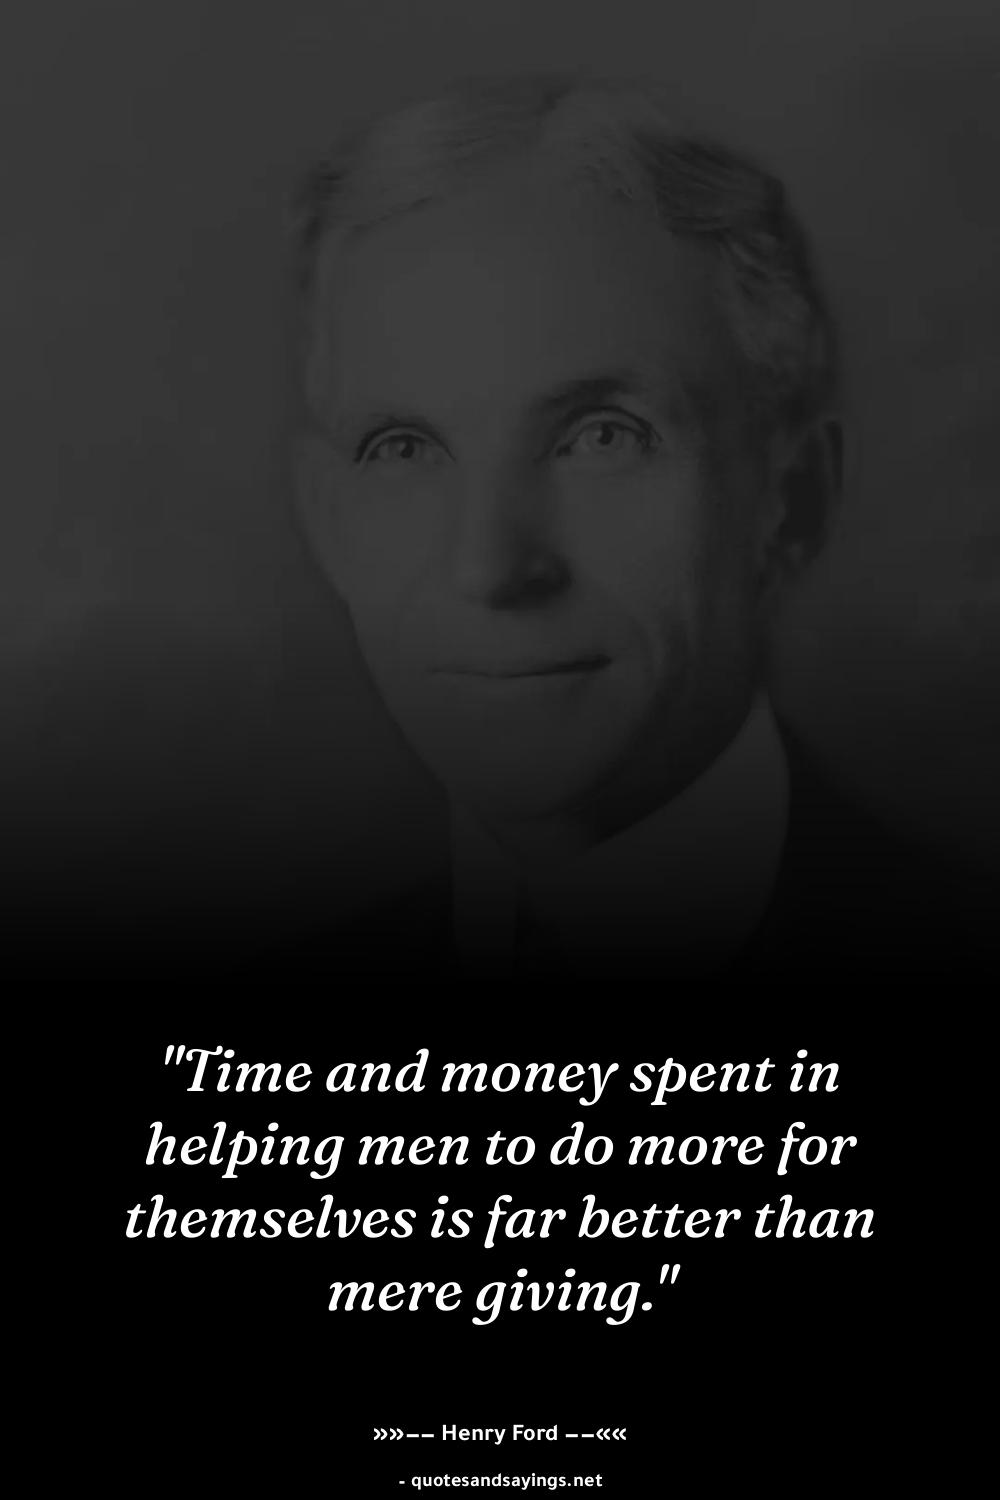 "Time and money spent in
helping men to do more for
themselves is far better than
mere giving."
»»–– Henry Ford ––««
- quotesandsayings.net